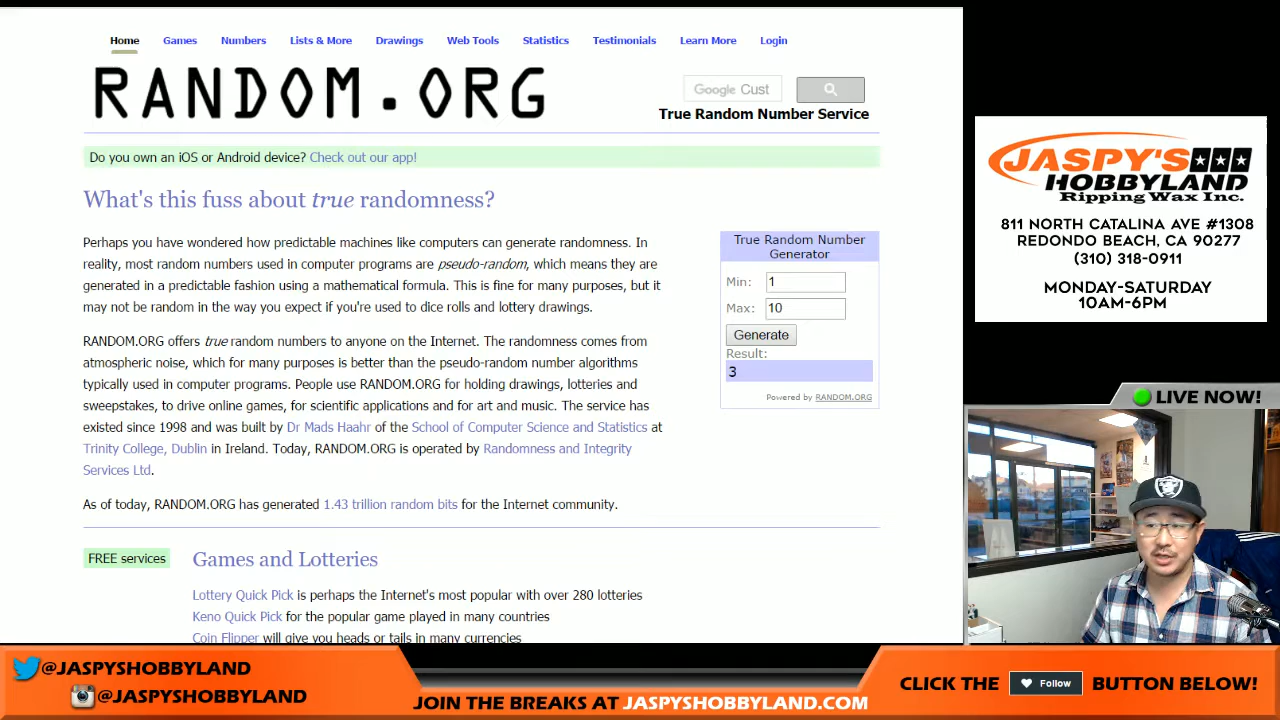 Home Games Numbers Lists & More Drawings Web Tools Statistics Testimonials Learn More Login
RANDOM.ORG
Google Cust
True Random Number Service
Do you own an iOS or Android device? Check out our app!
What's this fuss about true randomness?
Perhaps you have wondered how predictable machines like computers can generate randomness. In
reality, most random numbers used in computer programs are pseudo-random, which means they are
generated in a predictable fashion using a mathematical formula. This is fine for many purposes, but it
may not be random in the way you expect if you're used to dice rolls and lottery drawings.
RANDOM.ORG offers true random numbers to anyone on the Internet. The randomness comes from
atmospheric noise, which for many purposes is better than the pseudo-random number algorithms
typically used in computer programs. People use RANDOM.ORG for holding drawings, lotteries and
sweepstakes, to drive online games, for scientific applications and for art and music. The service has
existed since 1998 and was built by Dr Mads Haahr of the School of Computer Science and Statistics at
Trinity College, Dublin in Ireland. Today, RANDOM.ORG is operated by Randomness and Integrity
Services Ltd.
As of today, RANDOM.ORG has generated 1.43 trillion random bits for the Internet community.
True Random Number
Generator
Min: 1
Max: 10
Generate
Result:
3
Powered by RANDOM.ORG
FREE services
Games and Lotteries
Lottery Quick Pick is perhaps the Internet's most popular with over 280 lotteries
Keno Quick Pick for the popular game played in many countries
Coin Flipper will give you heads or tails in many currencies
JASPY'S
HOBBYLAND
Ripping Wax Inc.
811 NORTH CATALINA AVE #1308
REDONDO BEACH, CA 90277
(310) 318-0911
MONDAY-SATURDAY
10AM-6PM
LIVE NOW!
@JASPYSHOBBYLAND
@JASPYSHOBBYLAND
JOIN THE BREAKS AT JASPYSHOBBYLAND.COM
CLICK THE Follow BUTTON BELOW!